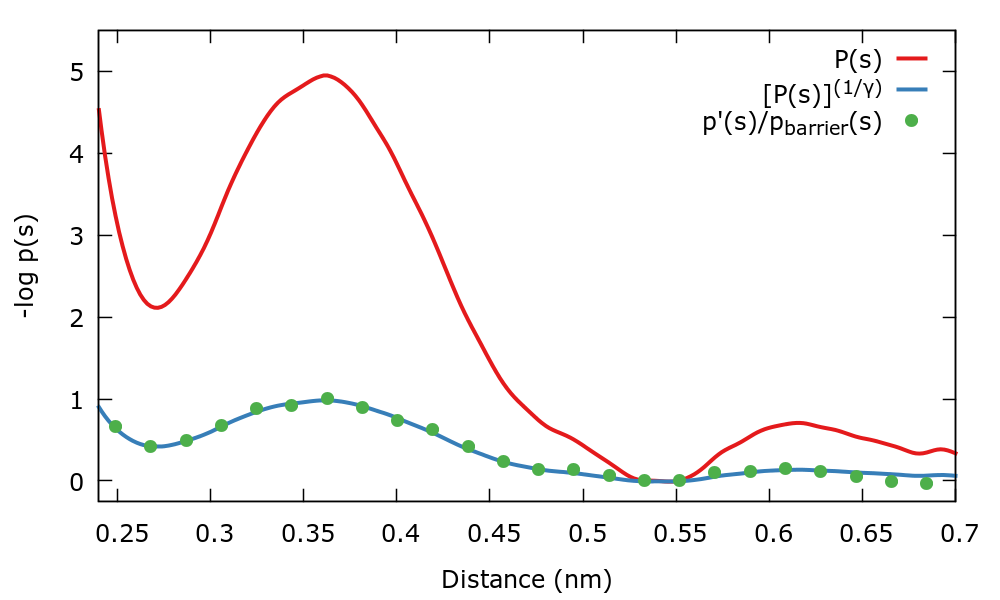 P(s)
[P(s)]^(1/γ)
p'(s)/p_barrier(s)
-log p(s)
5
4
3
2
1
0
0.25 0.3 0.35 0.4 0.45 0.5 0.55 0.6 0.65 0.7
Distance (nm)